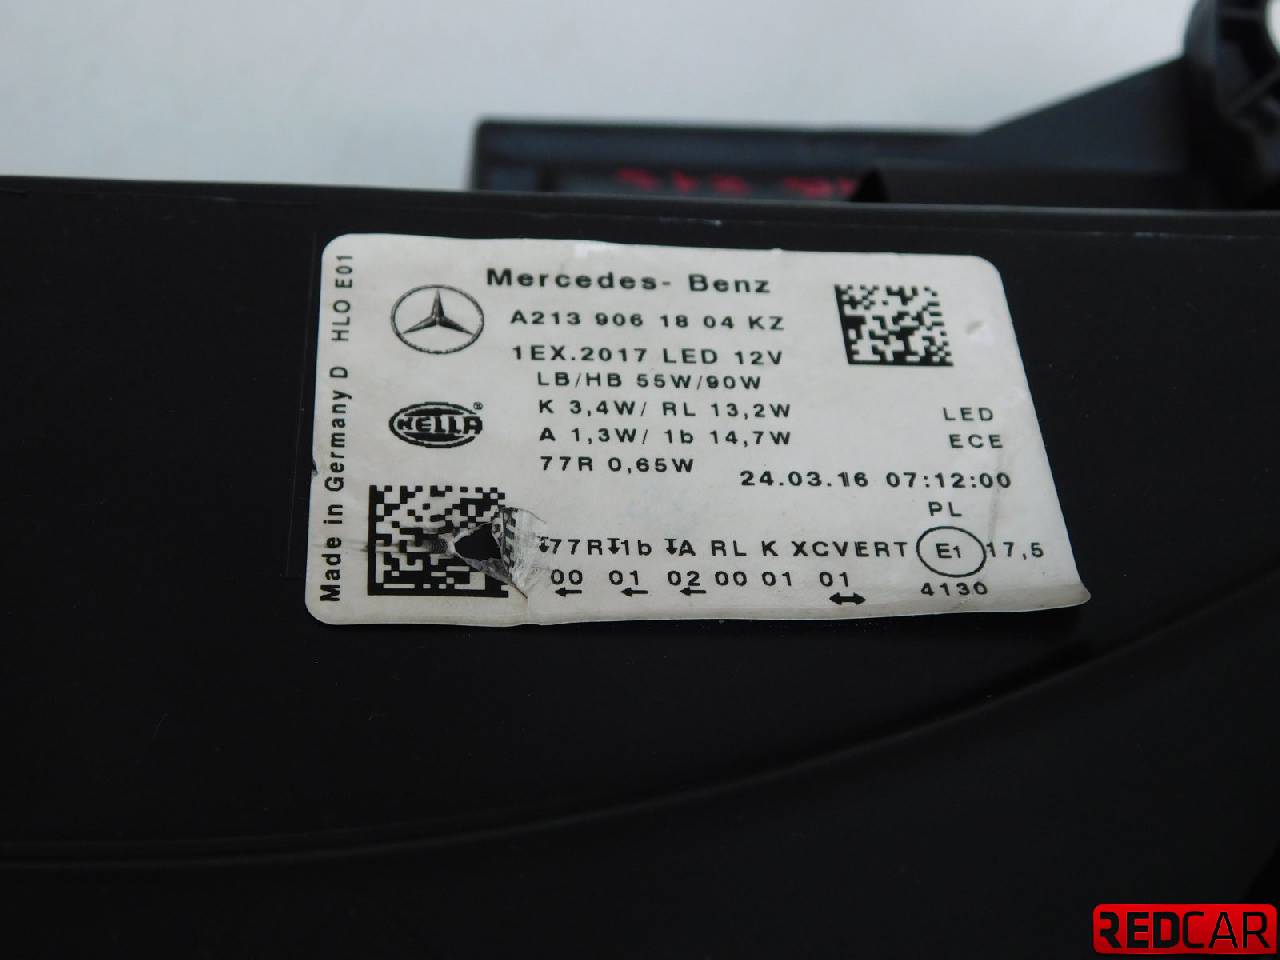 Mercedes- Benz
A213 906 18 04 KZ
1EX.2017 LED 12V
LB/HB 55W/90W
K 3,4W/ RL 13,2W
A 1,3W/ 1b 14,7W
77R 0,65W
LED
ECE
24.03.16 07:12:00
PL
HELLA®
Made in Germany D HLO E01
77R 1b A RL K XCVERT E1 17,5
00 01 02 00 01 01 4130
REDCAR